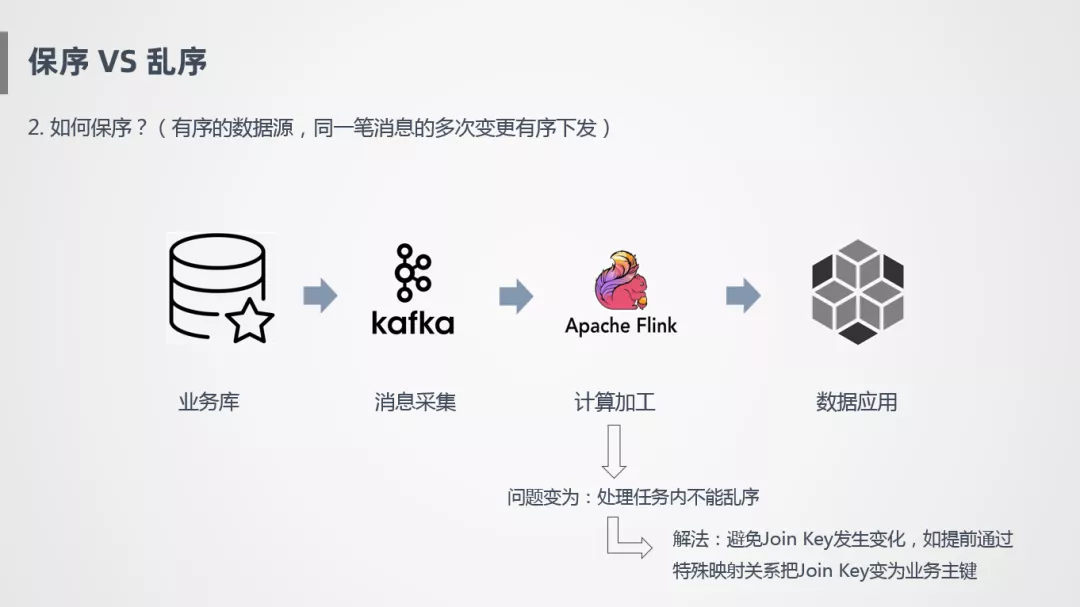 保序 VS 乱序
2. 如何保序？（有序的数据源，同一笔消息的多次变更有序下发）
kafka
Apache Flink
业务库
消息采集
计算加工
数据应用
问题变为：处理任务内不能乱序
解法：避免Join Key发生变化，如提前通过
特殊映射关系把Join Key变为业务主键